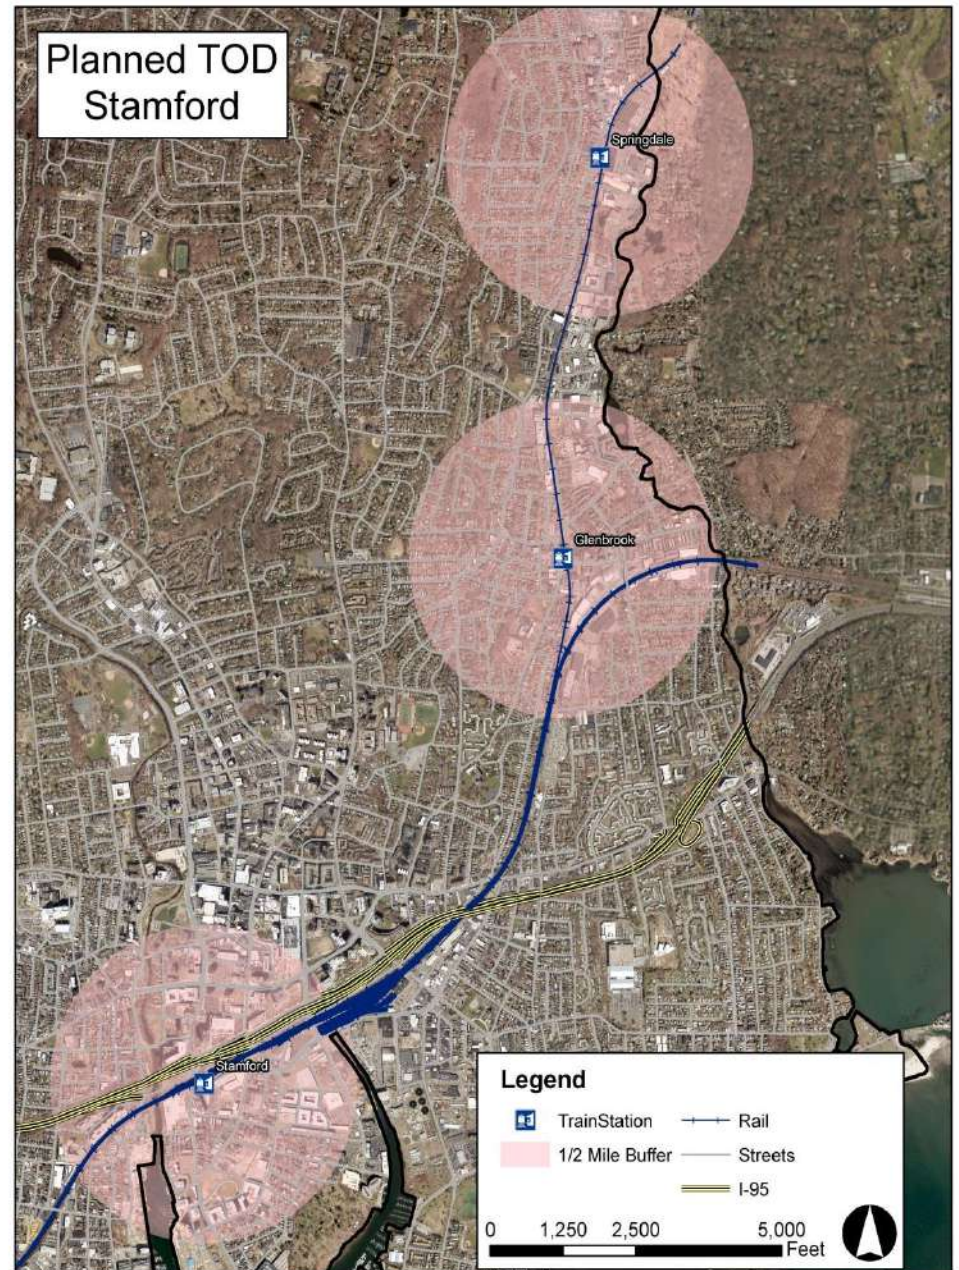 Planned TOD
Stamford
Springdale
Glenbrook
Stamford
Legend
TrainStation
Rail
1/2 Mile Buffer
Streets
I-95
0 1,250 2,500 5,000
Feet